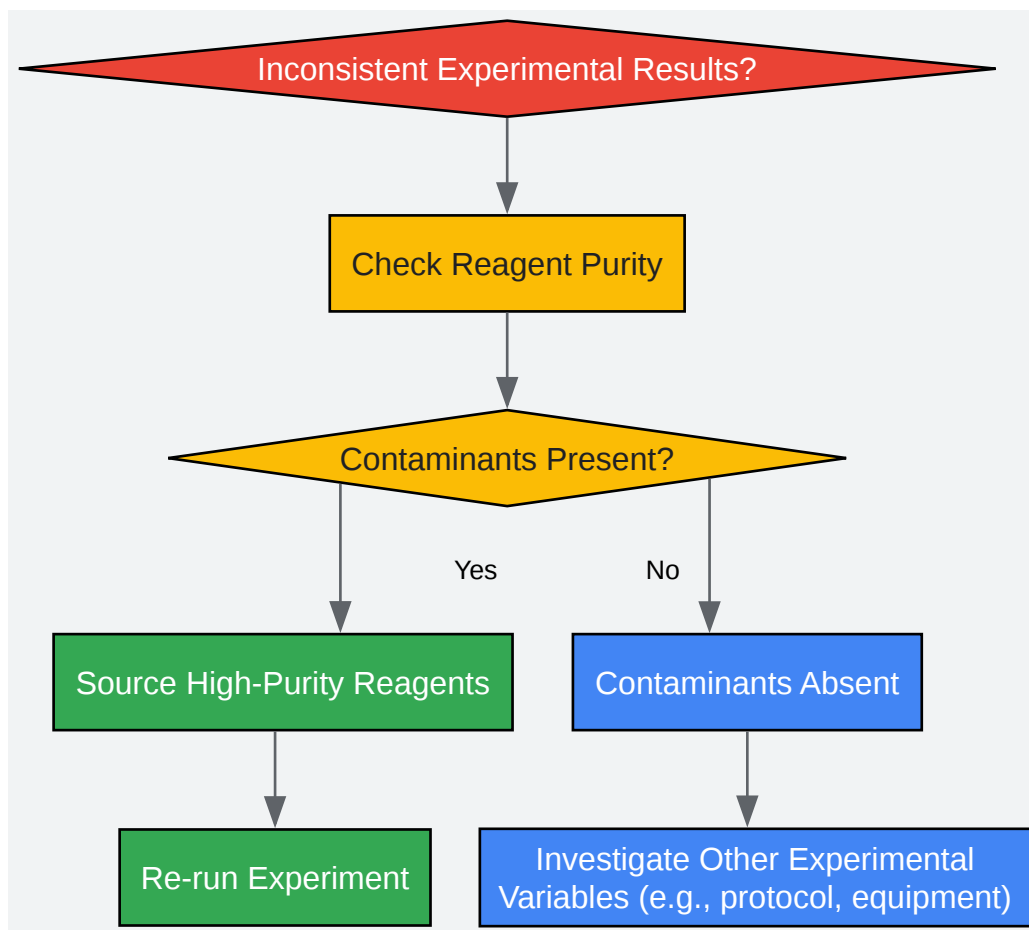 Inconsistent Experimental Results?
Check Reagent Purity
Contaminants Present?
Yes
No
Source High-Purity Reagents
Contaminants Absent
Re-run Experiment
Investigate Other Experimental
Variables (e.g., protocol, equipment)